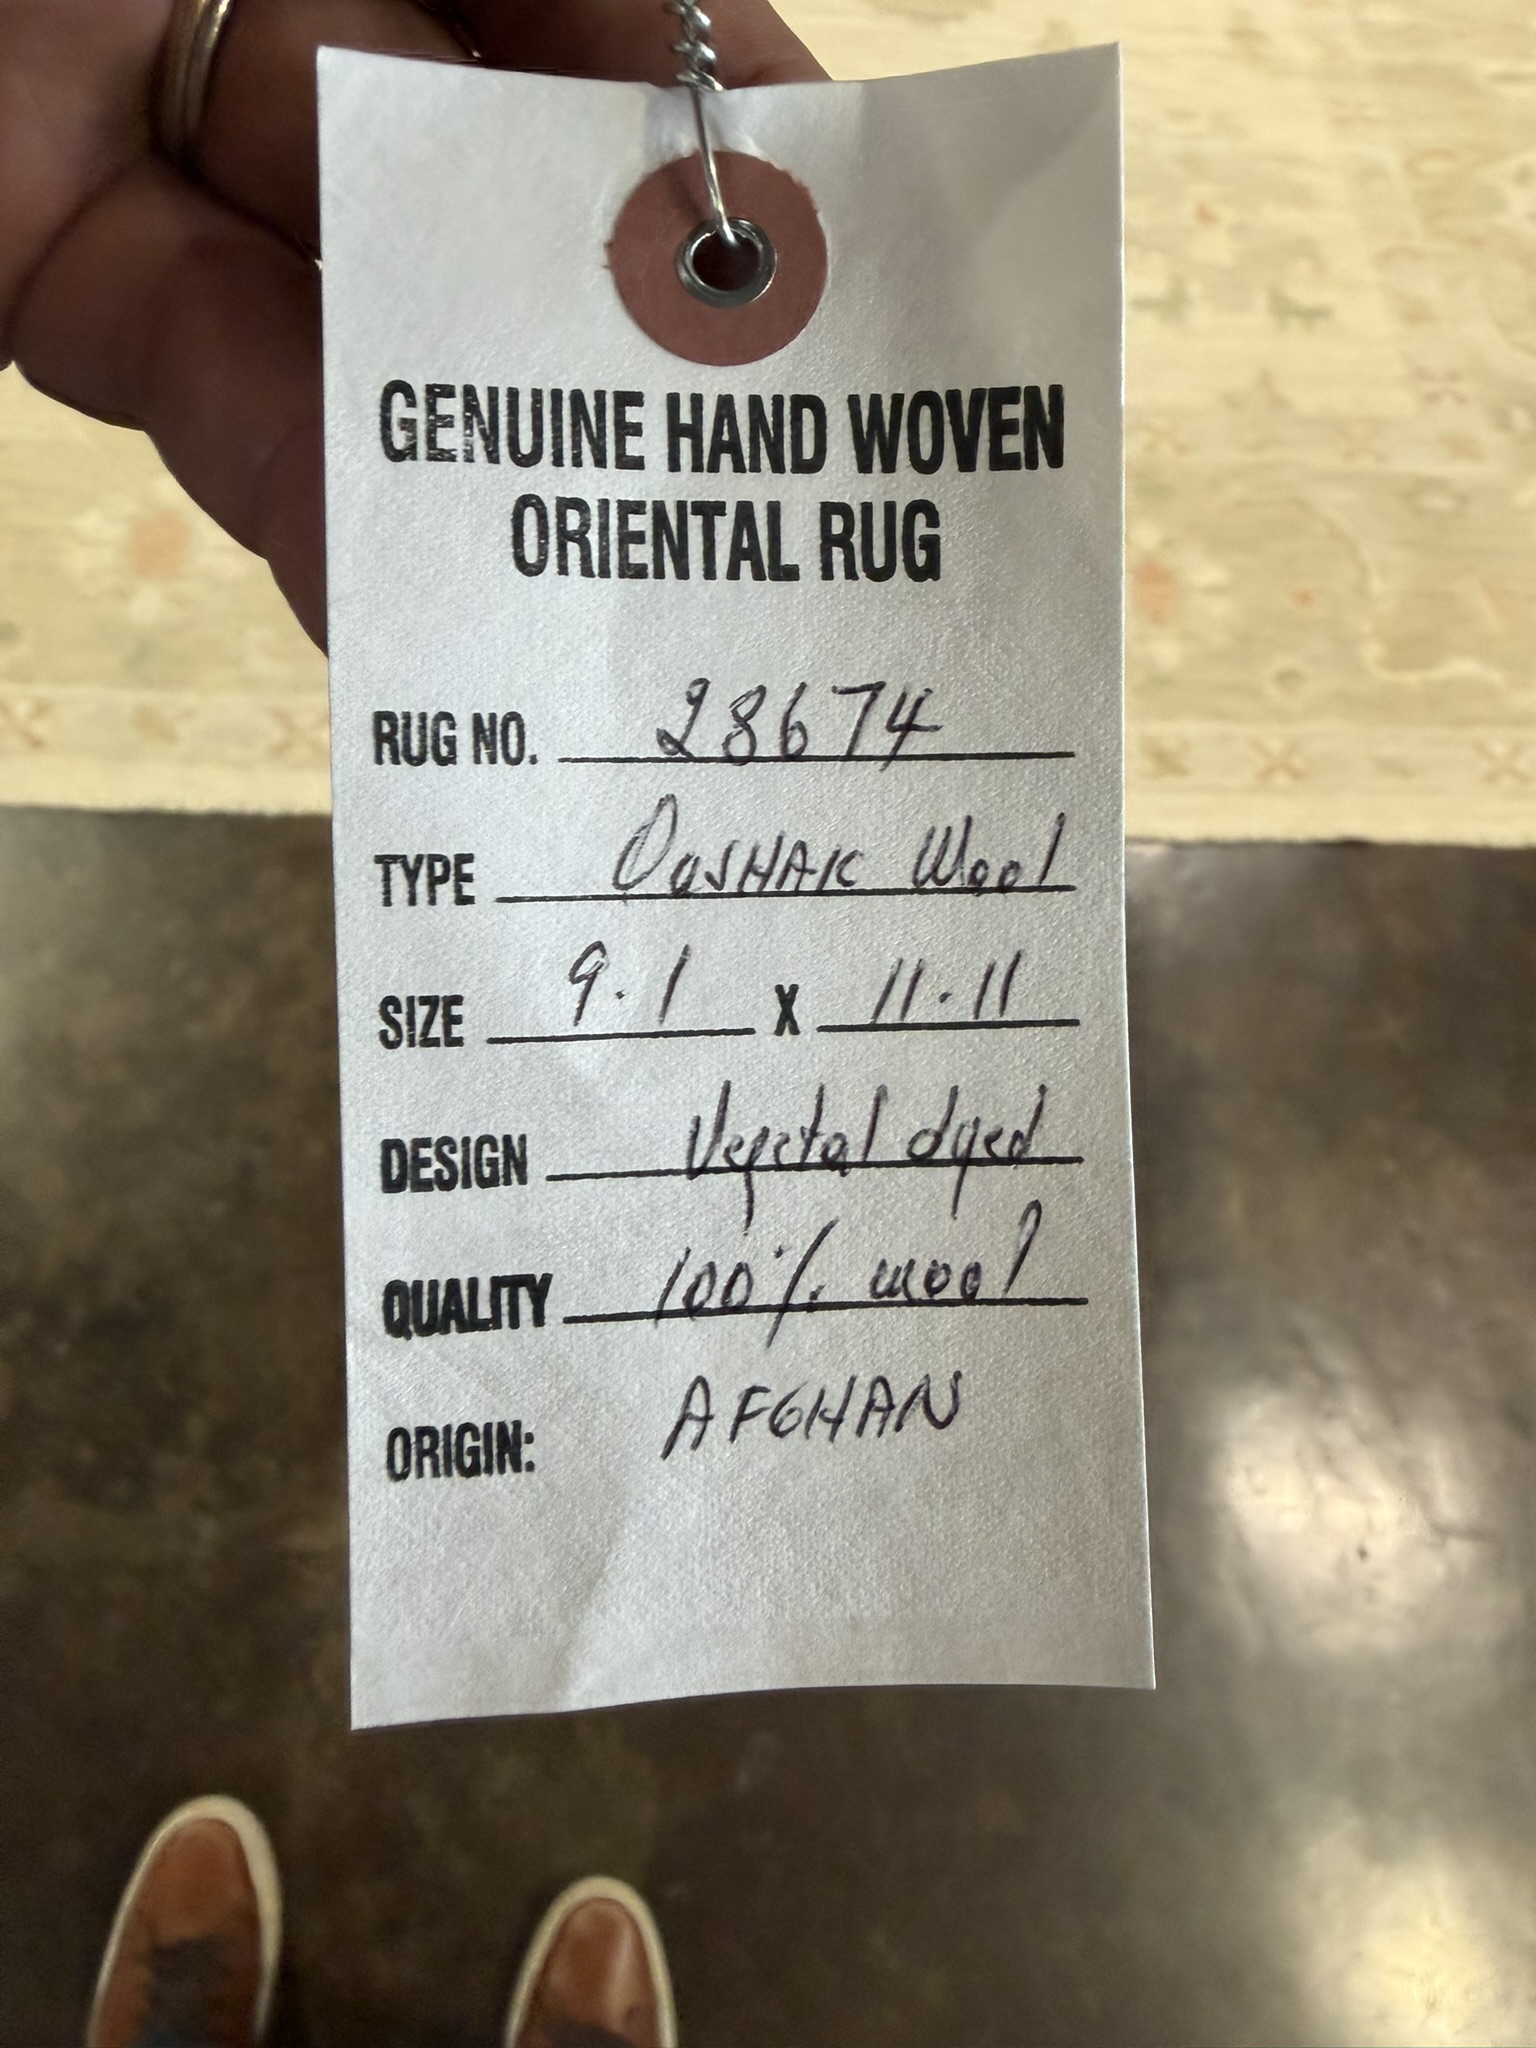 GENUINE HAND WOVEN
ORIENTAL RUG
RUG NO. 28674
TYPE OUSHAK Wool
SIZE 9.1 X 11.11
DESIGN Vegetal dyed
QUALITY 100% wool
ORIGIN: AFGHAN